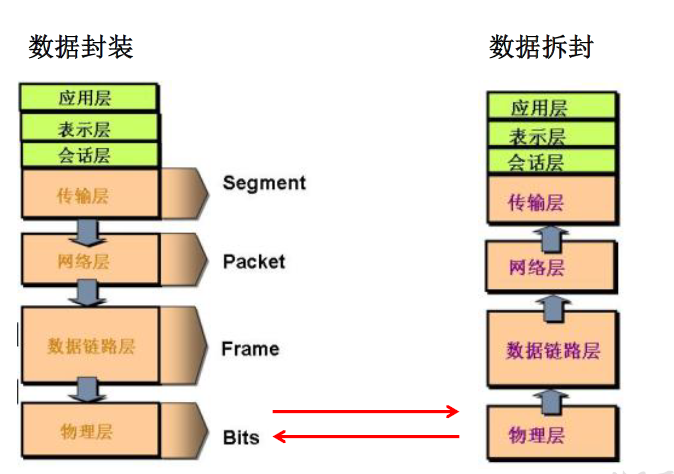 数据封装
数据拆封
应用层
表示层
会话层
传输层
Segment
网络层
Packet
数据链路层
Frame
物理层
Bits
应用层
表示层
会话层
传输层
网络层
数据链路层
物理层